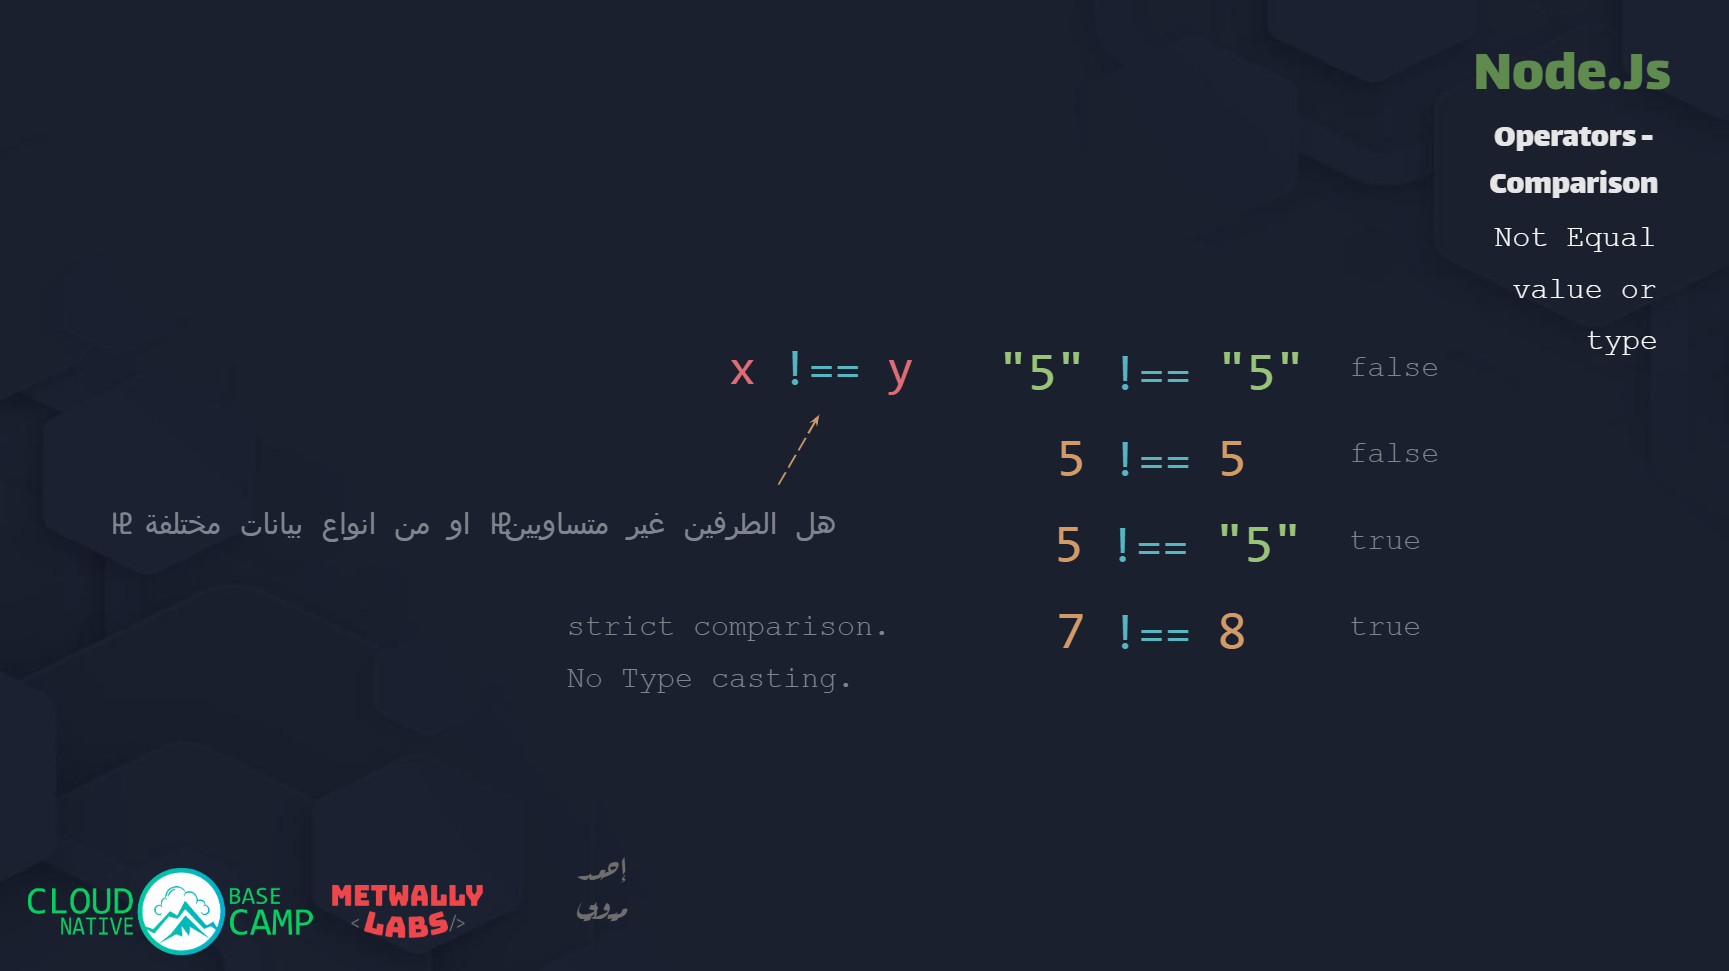 Node.Js
Operators -
Comparison
Not Equal
value or
type
x !== y
"5" !== "5" false
5 !== 5 false
5 !== "5" true
7 !== 8 true
هل الطرفين غير متساويين او من انواع بيانات مختلفة
strict comparison.
No Type casting.
CLOUD NATIVE BASE CAMP
METWALLY
<LABS/>